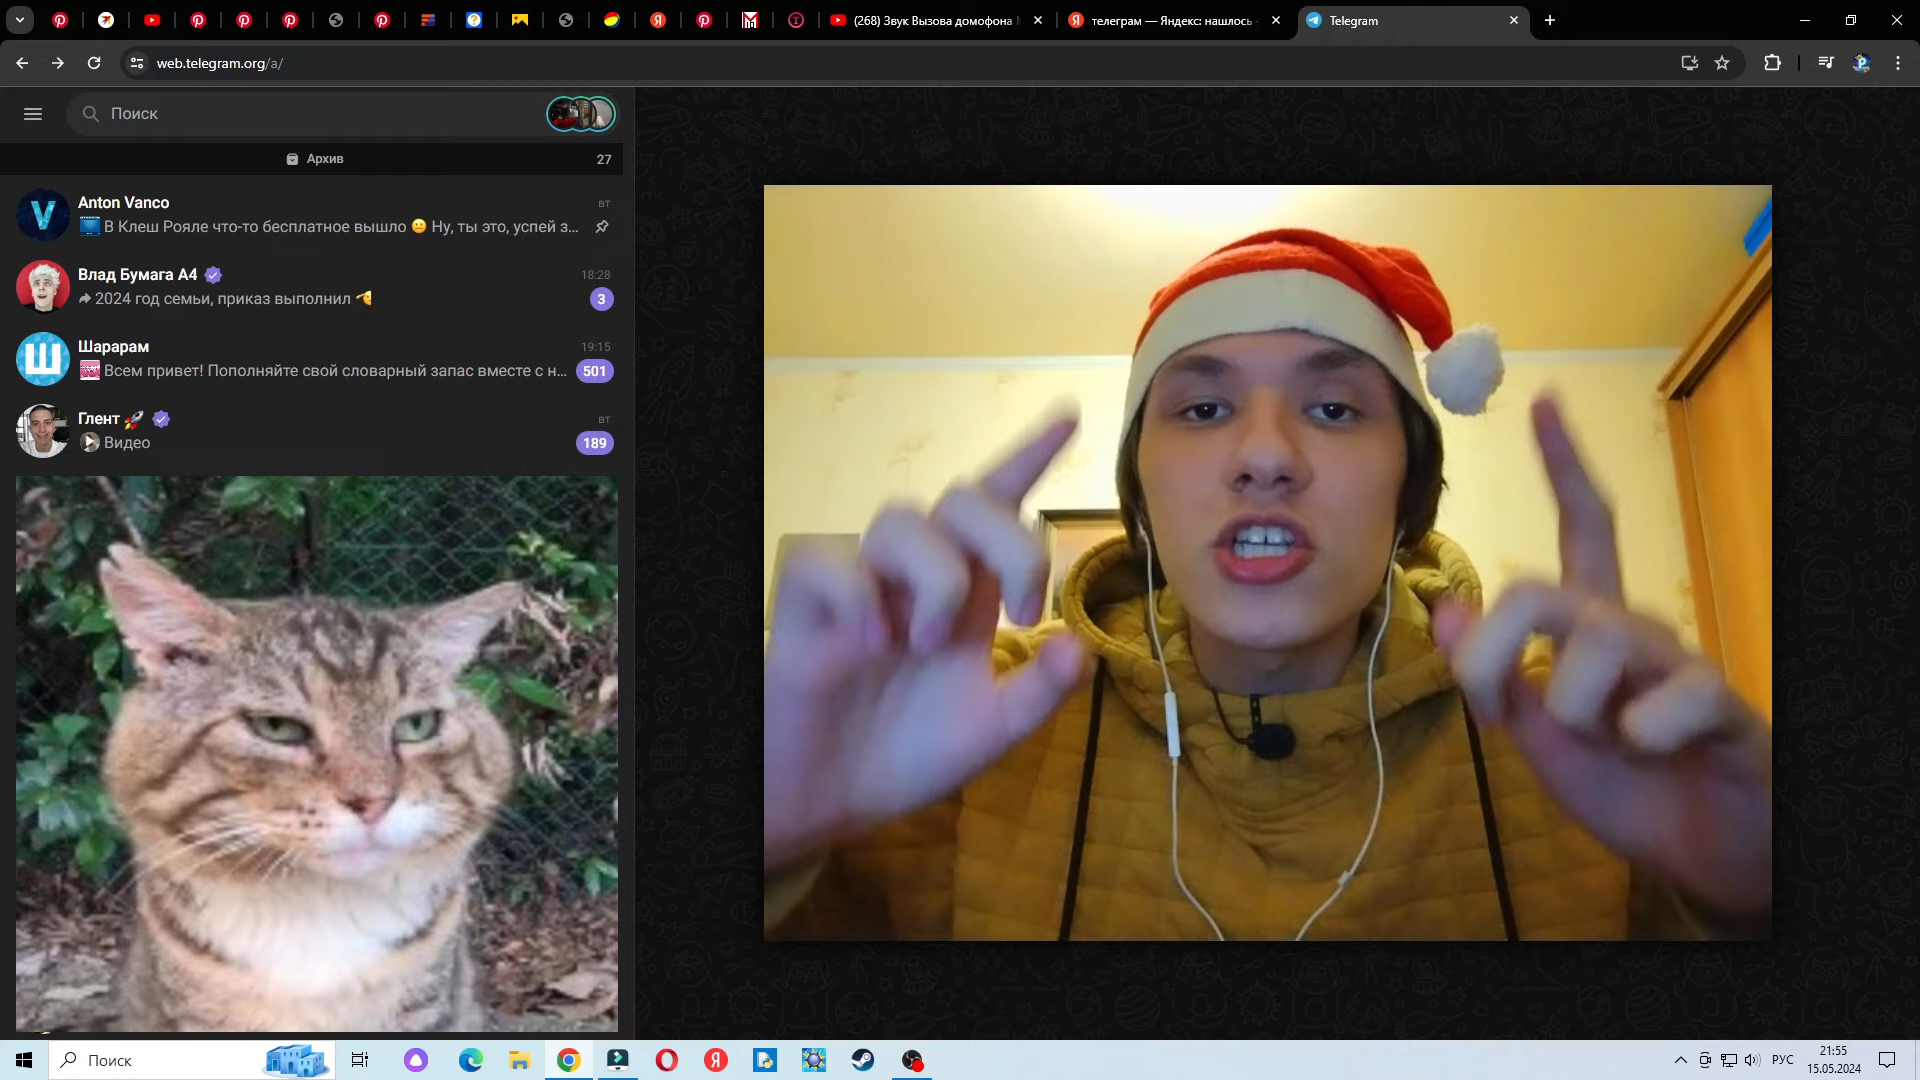 (268) Звук Вызова домофона
телеграм — Яндекс: нашлось
Telegram
web.telegram.org/a/
Поиск
Архив
27
Anton Vanco
вт
В Клеш Рояле что-то бесплатное вышло 😐 Ну, ты это, успей з...
Влад Бумага А4
18:28
2024 год семьи, приказ выполнил 🫡
3
Шарарам
19:15
Всем привет! Пополняйте свой словарный запас вместе с н...
501
Глент 🚀
вт
Видео
189
Поиск
РУС
21:55
15.05.2024